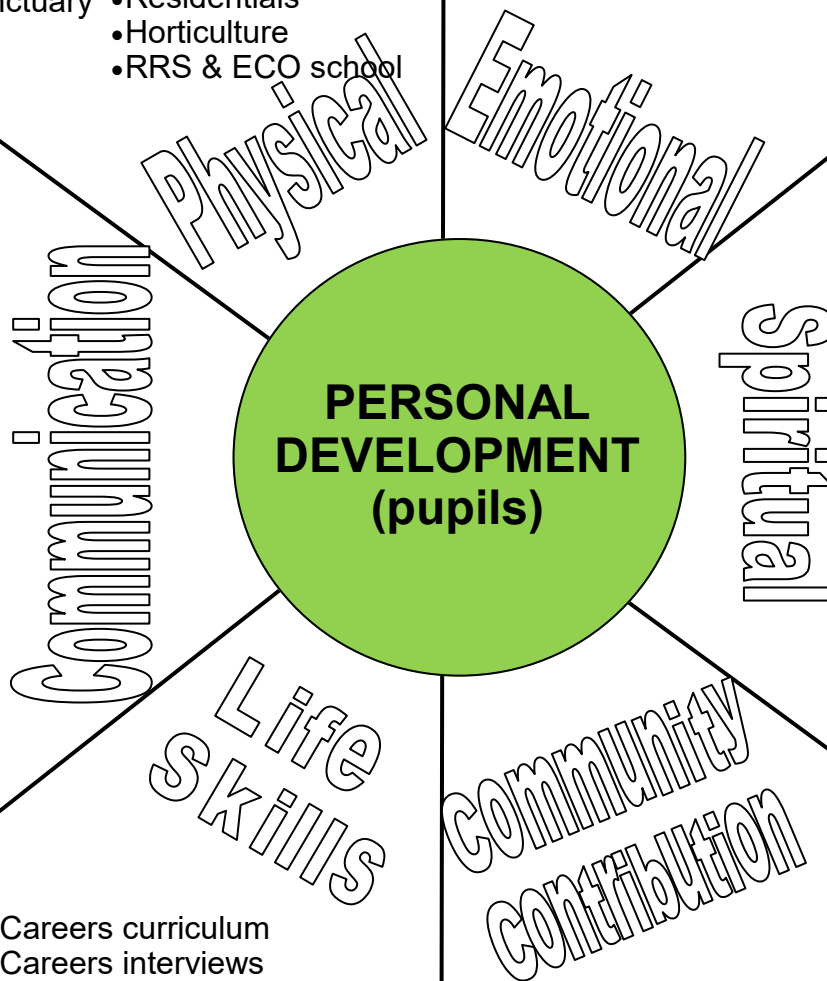 •Residentials
•Horticulture
•RRS & ECO school
Physical
Emotional
Communication
Spiritual
PERSONAL
DEVELOPMENT
(pupils)
Life
skills
community
contribution
Careers curriculum
Careers interviews